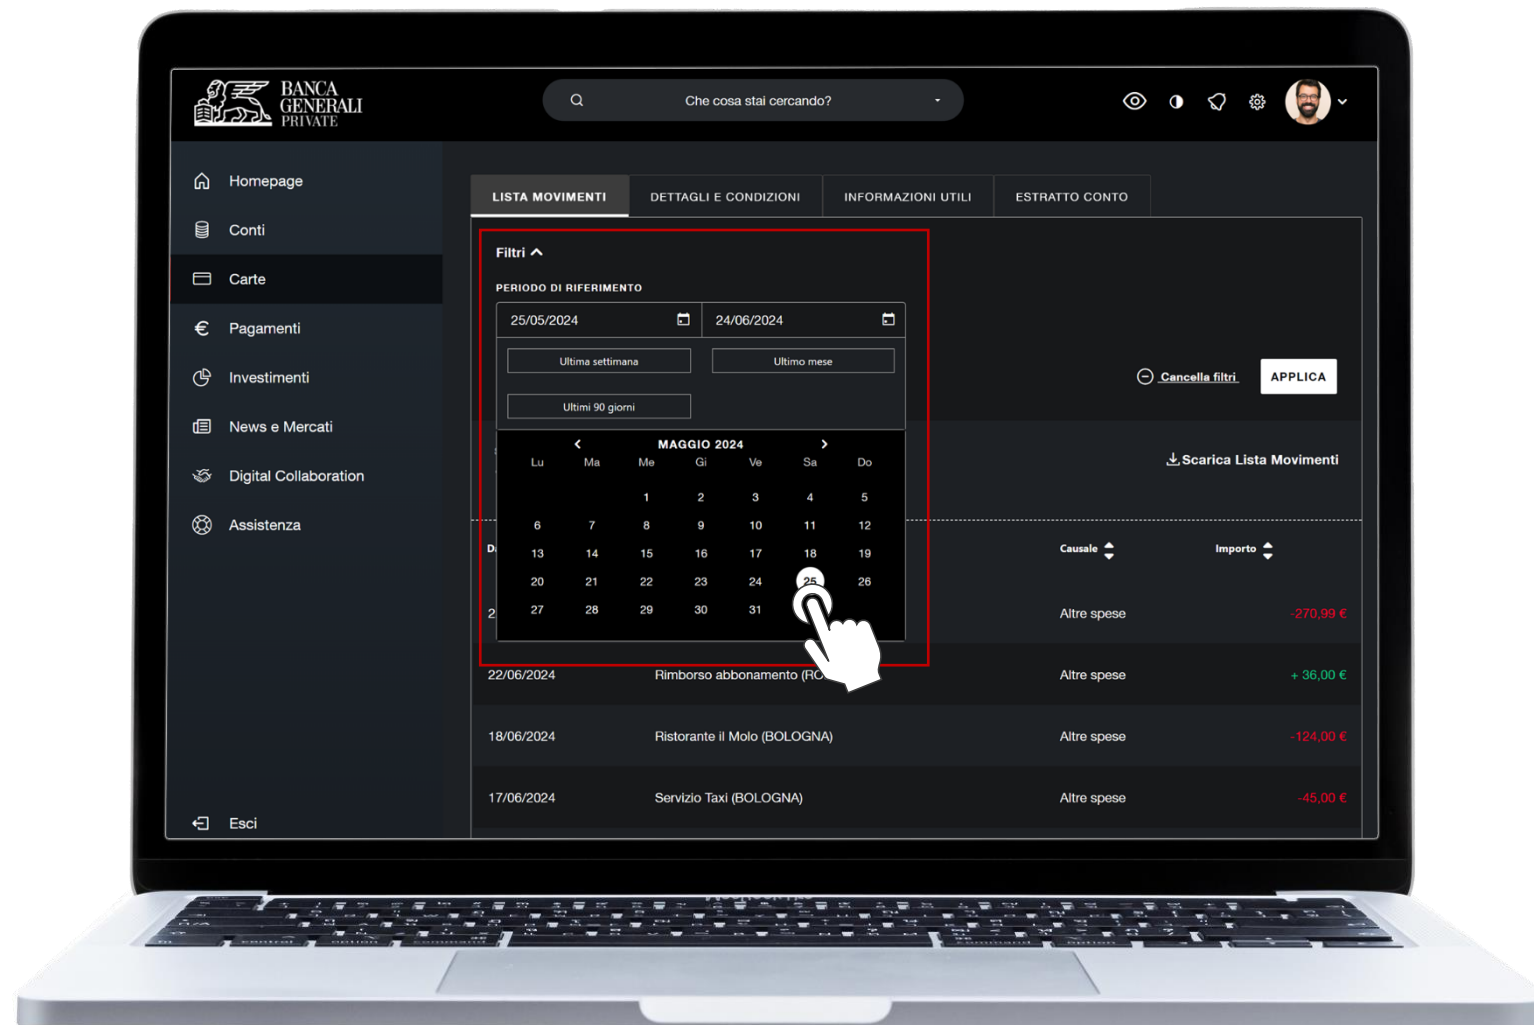 BANCA
GENERALI
PRIVATE
Che cosa stai cercando?
Homepage
Conti
Carte
Pagamenti
Investimenti
News e Mercati
Digital Collaboration
Assistenza
Esci
LISTA MOVIMENTI DETTAGLI E CONDIZIONI INFORMAZIONI UTILI ESTRATTO CONTO
Filtri
PERIODO DI RIFERIMENTO
25/05/2024 24/06/2024
Ultima settimana Ultimo mese
Ultimi 90 giorni
Cancella filtri APPLICA
MAGGIO 2024
Lu Ma Me Gi Ve Sa Do
1 2 3 4 5
6 7 8 9 10 11 12
13 14 15 16 17 18 19
20 21 22 23 24 25 26
27 28 29 30 31
Scarica Lista Movimenti
Causale Importo
Altre spese -270,99 €
22/06/2024 Rimborso abbonamento Altre spese + 36,00 €
18/06/2024 Ristorante il Molo (BOLOGNA) Altre spese -124,00 €
17/06/2024 Servizio Taxi (BOLOGNA) Altre spese -45,00 €
control option command command option